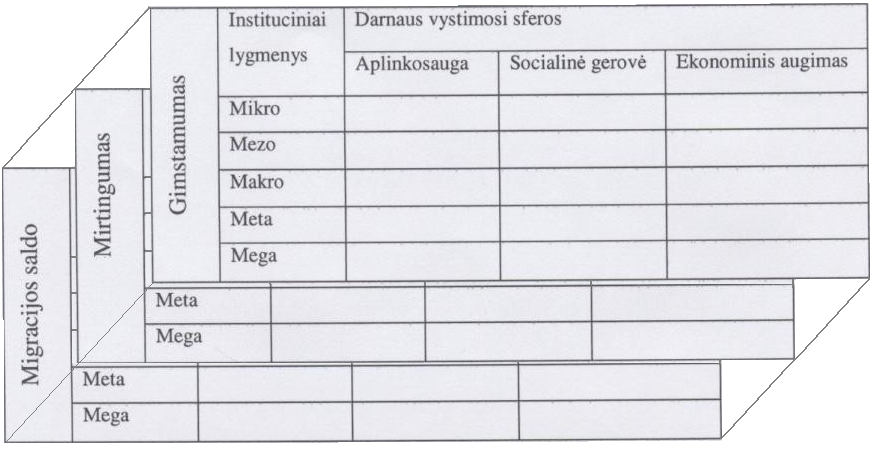 Gimstamumas
Instituciniai
lygmenys
Darnaus vystimosi sferos
Aplinkosauga
Socialinė gerovė
Ekonominis augimas
Mikro
Mezo
Makro
Meta
Mega
Mirtingumas
Meta
Mega
Migracijos saldo
Meta
Mega